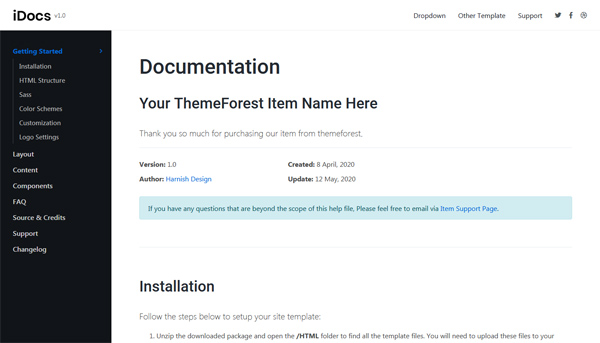 iDocs v1.0
Dropdown Other Template Support
Getting Started
Installation
HTML Structure
Sass
Color Schemes
Customization
Logo Settings
Layout
Content
Components
FAQ
Source & Credits
Support
Changelog
Documentation
Your ThemeForest Item Name Here
Thank you so much for purchasing our item from themeforest.
Version: 1.0
Created: 8 April, 2020
Author: Harnish Design
Update: 12 May, 2020
If you have any questions that are beyond the scope of this help file, Please feel free to email via Item Support Page.
Installation
Follow the steps below to setup your site template:
1. Unzip the downloaded package and open the /HTML folder to find all the template files. You will need to upload these files to your